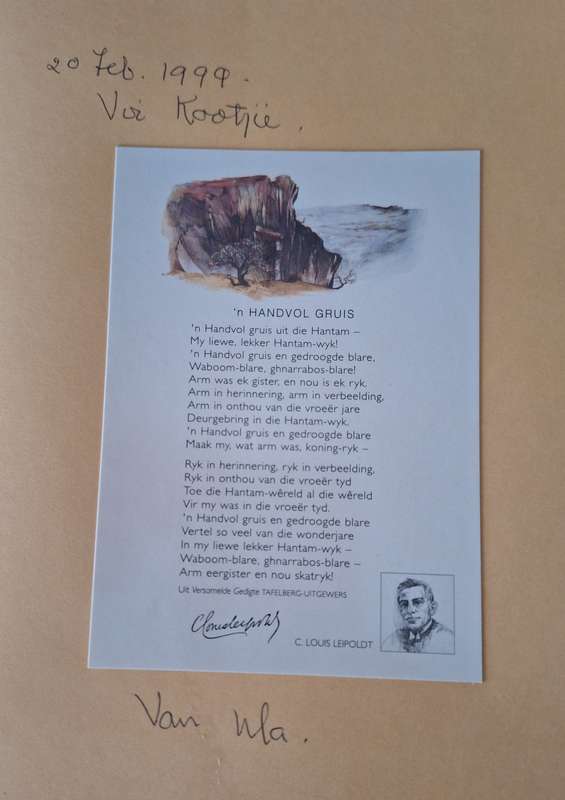 20 Feb. 1999.
Vir Kootjie.
'n HANDVOL GRUIS
'n Handvol gruis uit die Hantam –
My liewe, lekker Hantam-wyk!
'n Handvol gruis en gedroogde blare,
Waboom-blare, ghnarrabos-blare!
Arm was ek gister, en nou is ek ryk.
Arm in herinnering, arm in verbeelding,
Arm in onthou van die vroeër jare
Deurgebring in die Hantam-wyk.
'n Handvol gruis en gedroogde blare
Maak my, wat arm was, koning-ryk –
Ryk in herinnering, ryk in verbeelding,
Ryk in onthou van die vroeër tyd
Toe die Hantam-wêreld al die wêreld
Vir my was in die vroeër tyd.
'n Handvol gruis en gedroogde blare
Vertel so veel van die wonderjare
In my liewe lekker Hantam-wyk –
Waboom-blare, ghnarrabos-blare –
Arm eergister en nou skatryk!
Uit Versamelde Gedigte TAFELBERG-UITGEWERS
C Louis Leipoldt
C. LOUIS LEIPOLDT
Van Ma.